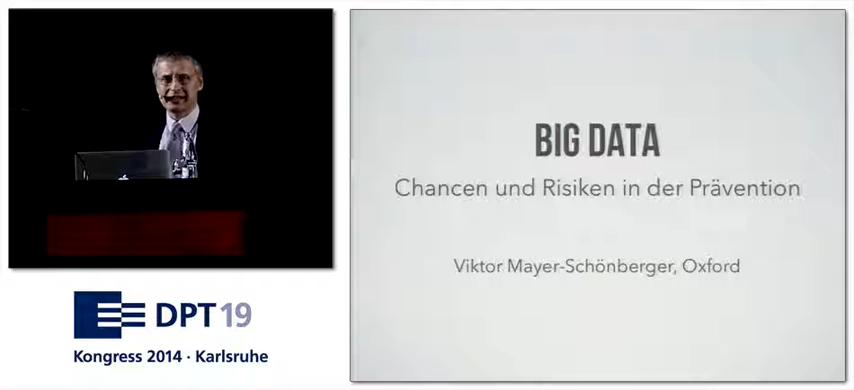 BIG DATA
Chancen und Risiken in der Prävention
Viktor Mayer-Schönberger, Oxford
DPT 19
Kongress 2014 · Karlsruhe